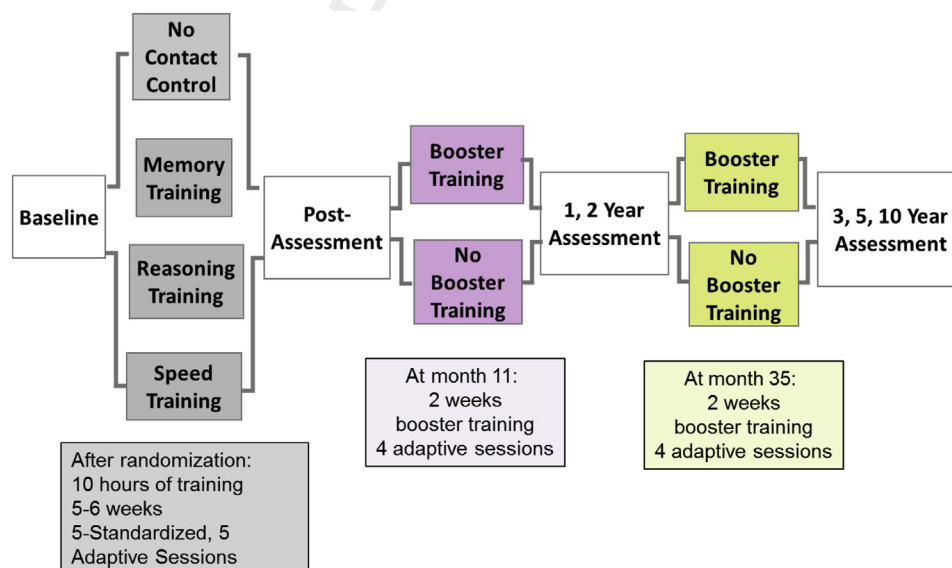 Baseline
No
Contact
Control
Memory
Training
Reasoning
Training
Speed
Training
After randomization:
10 hours of training
5-6 weeks
5-Standardized, 5
Adaptive Sessions
Post-
Assessment
Booster
Training
No
Booster
Training
At month 11:
2 weeks
booster training
4 adaptive sessions
1, 2 Year
Assessment
Booster
Training
No
Booster
Training
At month 35:
2 weeks
booster training
4 adaptive sessions
3, 5, 10 Year
Assessment